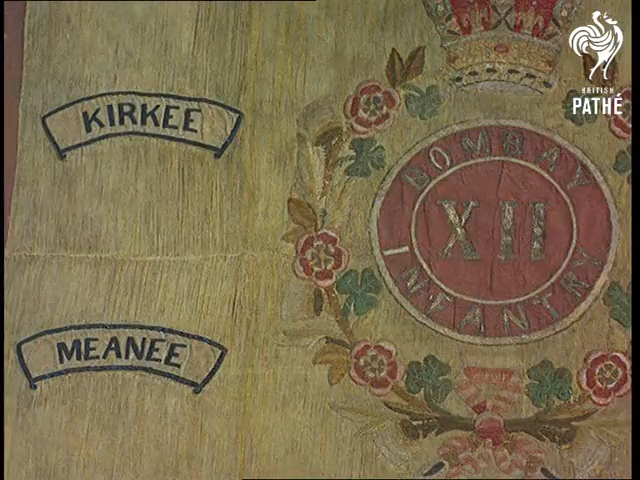 BRITISH
PATHÉ
KIRKEE
BOMBAY
XII
INFANTRY
MEANEE